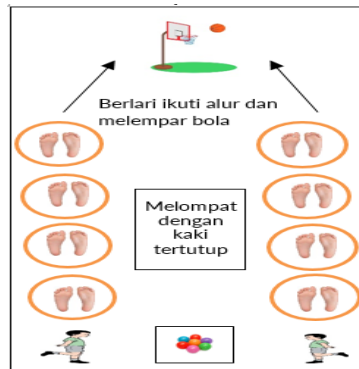 Berlari ikuti alur dan
melempar bola
Melompat
dengan
kaki
tertutup